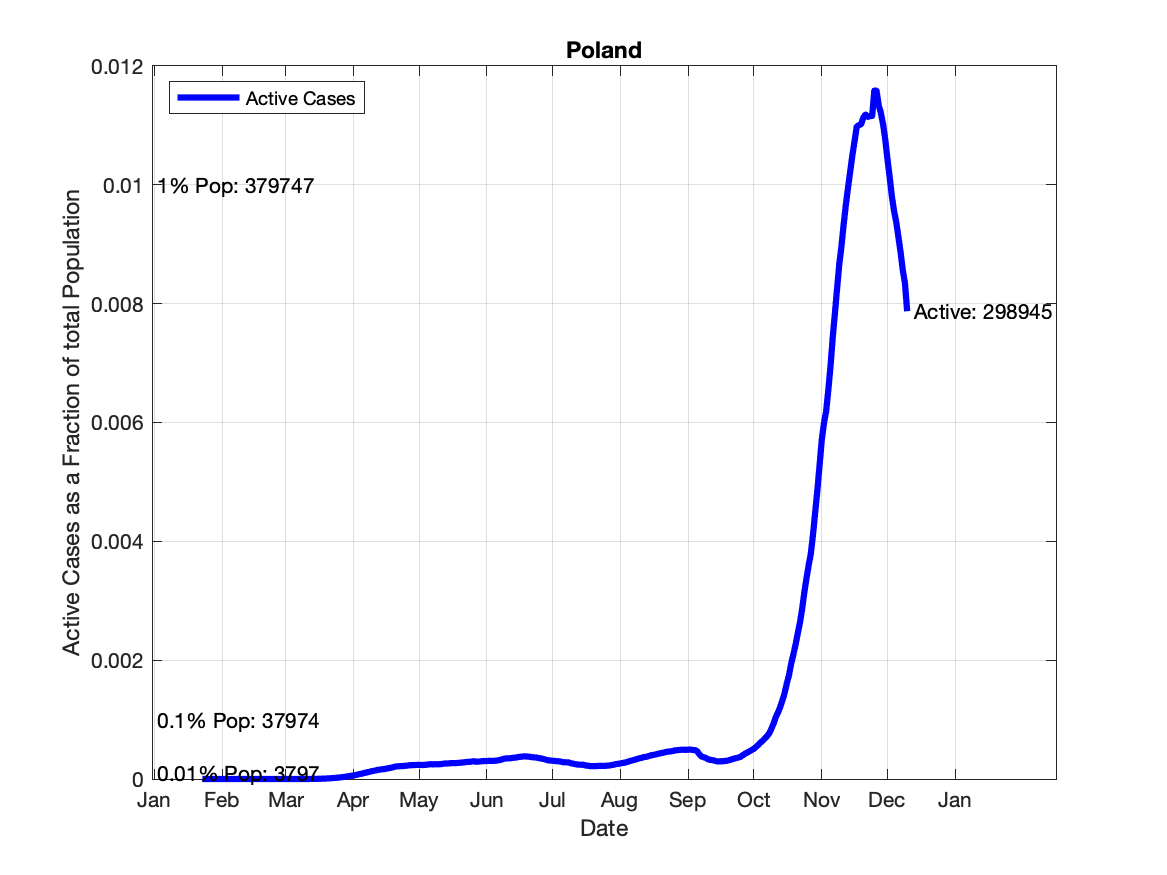 Poland
0.012
Active Cases
0.01
1% Pop: 379747
Active Cases as a Fraction of total Population
0.008
Active: 298945
0.006
0.004
0.002
0.1% Pop: 37974
0.01% Pop: 3797
0
Jan Feb Mar Apr May Jun Jul Aug Sep Oct Nov Dec Jan
Date